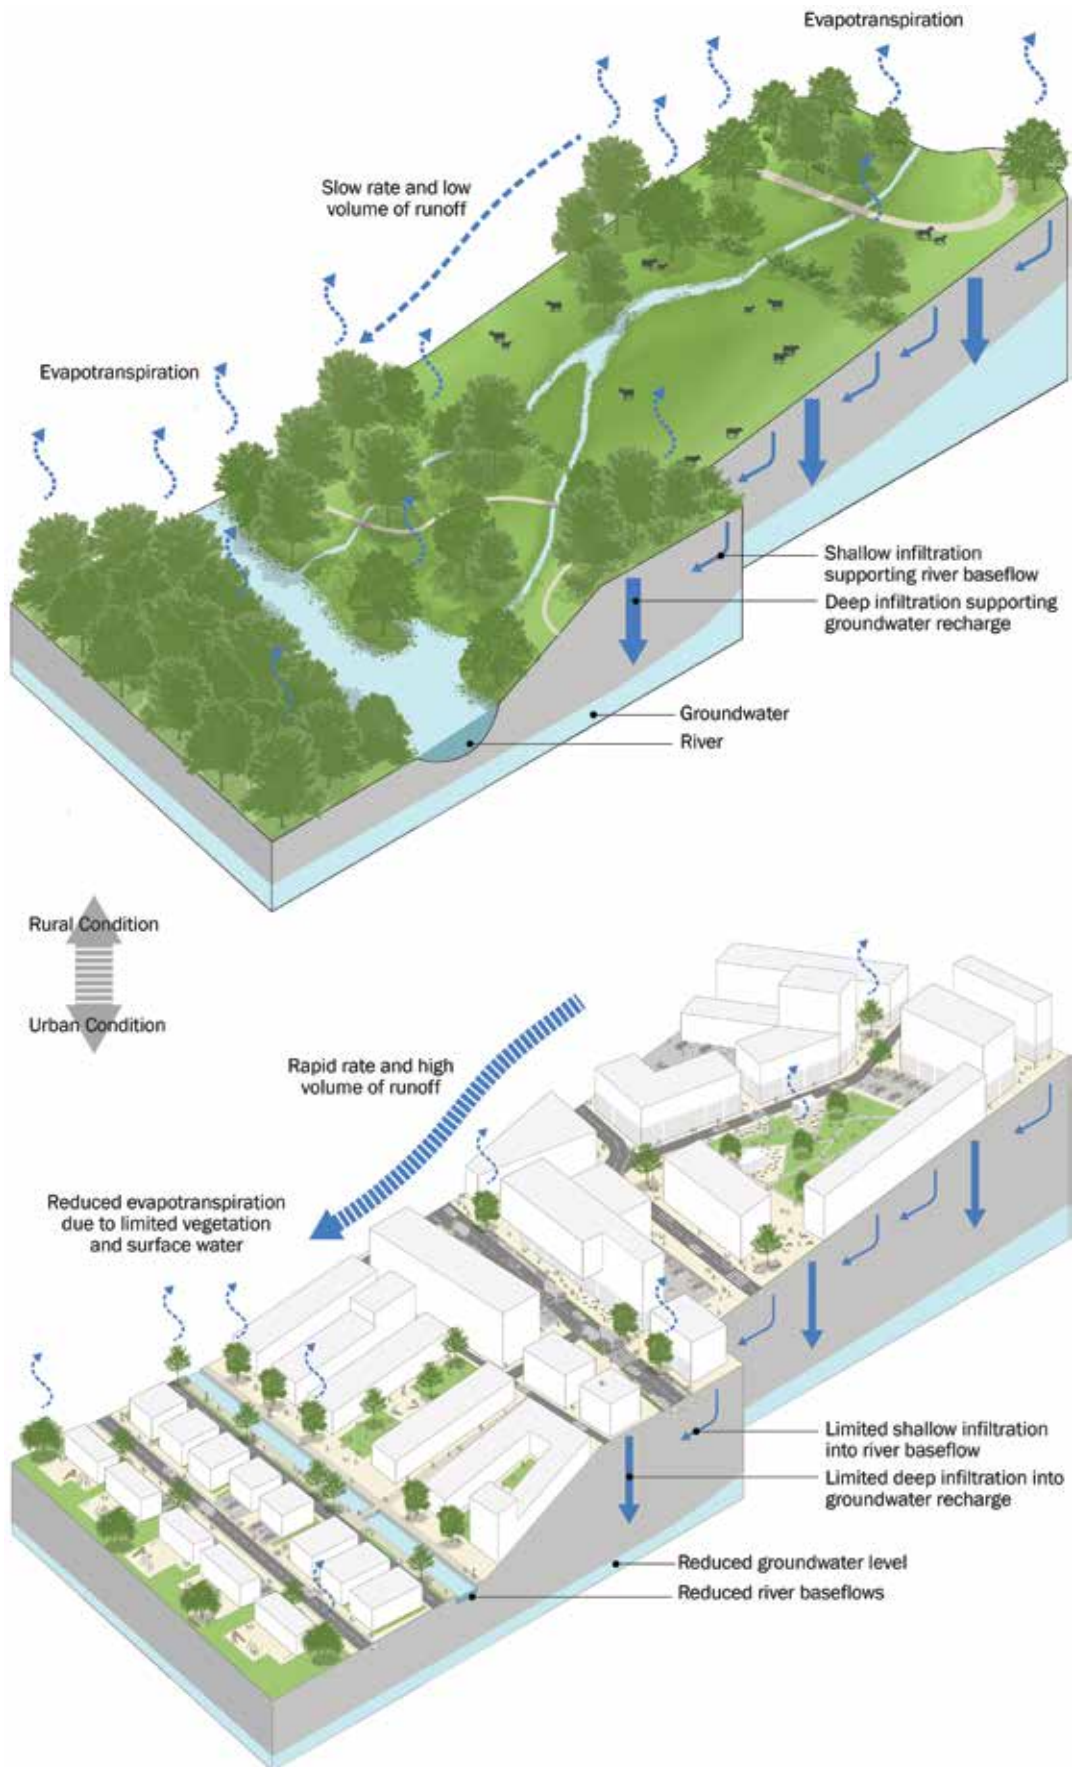 Evapotranspiration
Slow rate and low
volume of runoff
Evapotranspiration
Shallow infiltration
supporting river baseflow
Deep infiltration supporting
groundwater recharge
Groundwater
River
Rural Condition
Urban Condition
Rapid rate and high
volume of runoff
Reduced evapotranspiration
due to limited vegetation
and surface water
Limited shallow infiltration
into river baseflow
Limited deep infiltration into
groundwater recharge
Reduced groundwater level
Reduced river baseflows